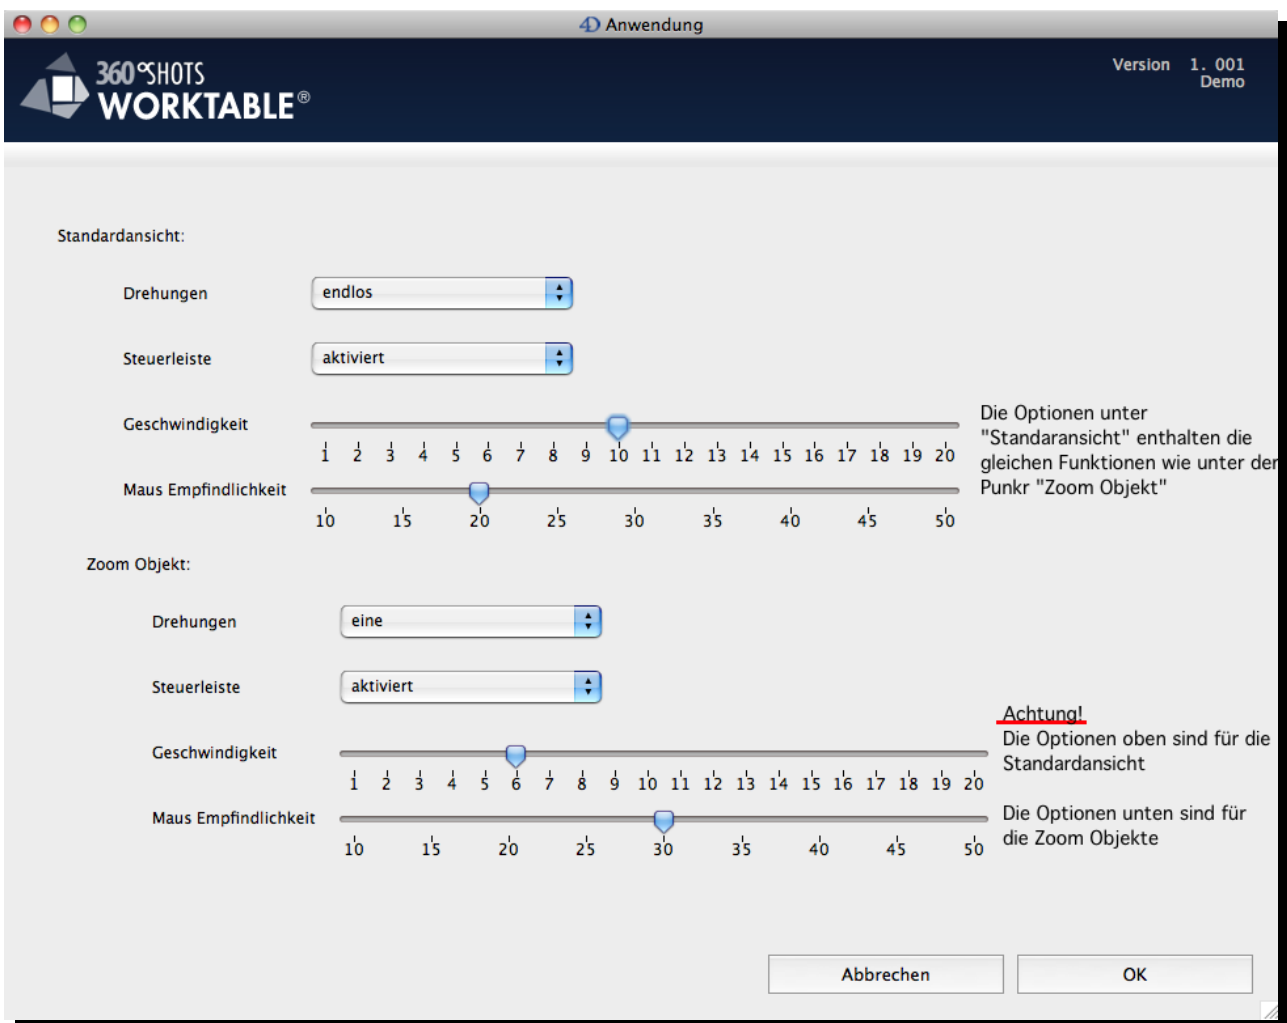 4D Anwendung
360° SHOTS
WORKTABLE®
Version 1. 001
Demo
Standardansicht:
Drehungen endlos
Steuerleiste aktiviert
Geschwindigkeit
1 2 3 4 5 6 7 8 9 10 11 12 13 14 15 16 17 18 19 20
Maus Empfindlichkeit
10 15 20 25 30 35 40 45 50
Die Optionen unter
"Standaransicht" enthalten die
gleichen Funktionen wie unter der
Punkr "Zoom Objekt"
Zoom Objekt:
Drehungen eine
Steuerleiste aktiviert
Geschwindigkeit
1 2 3 4 5 6 7 8 9 10 11 12 13 14 15 16 17 18 19 20
Maus Empfindlichkeit
10 15 20 25 30 35 40 45 50
Achtung!
Die Optionen oben sind für die
Standardansicht
Die Optionen unten sind für
die Zoom Objekte
Abbrechen OK